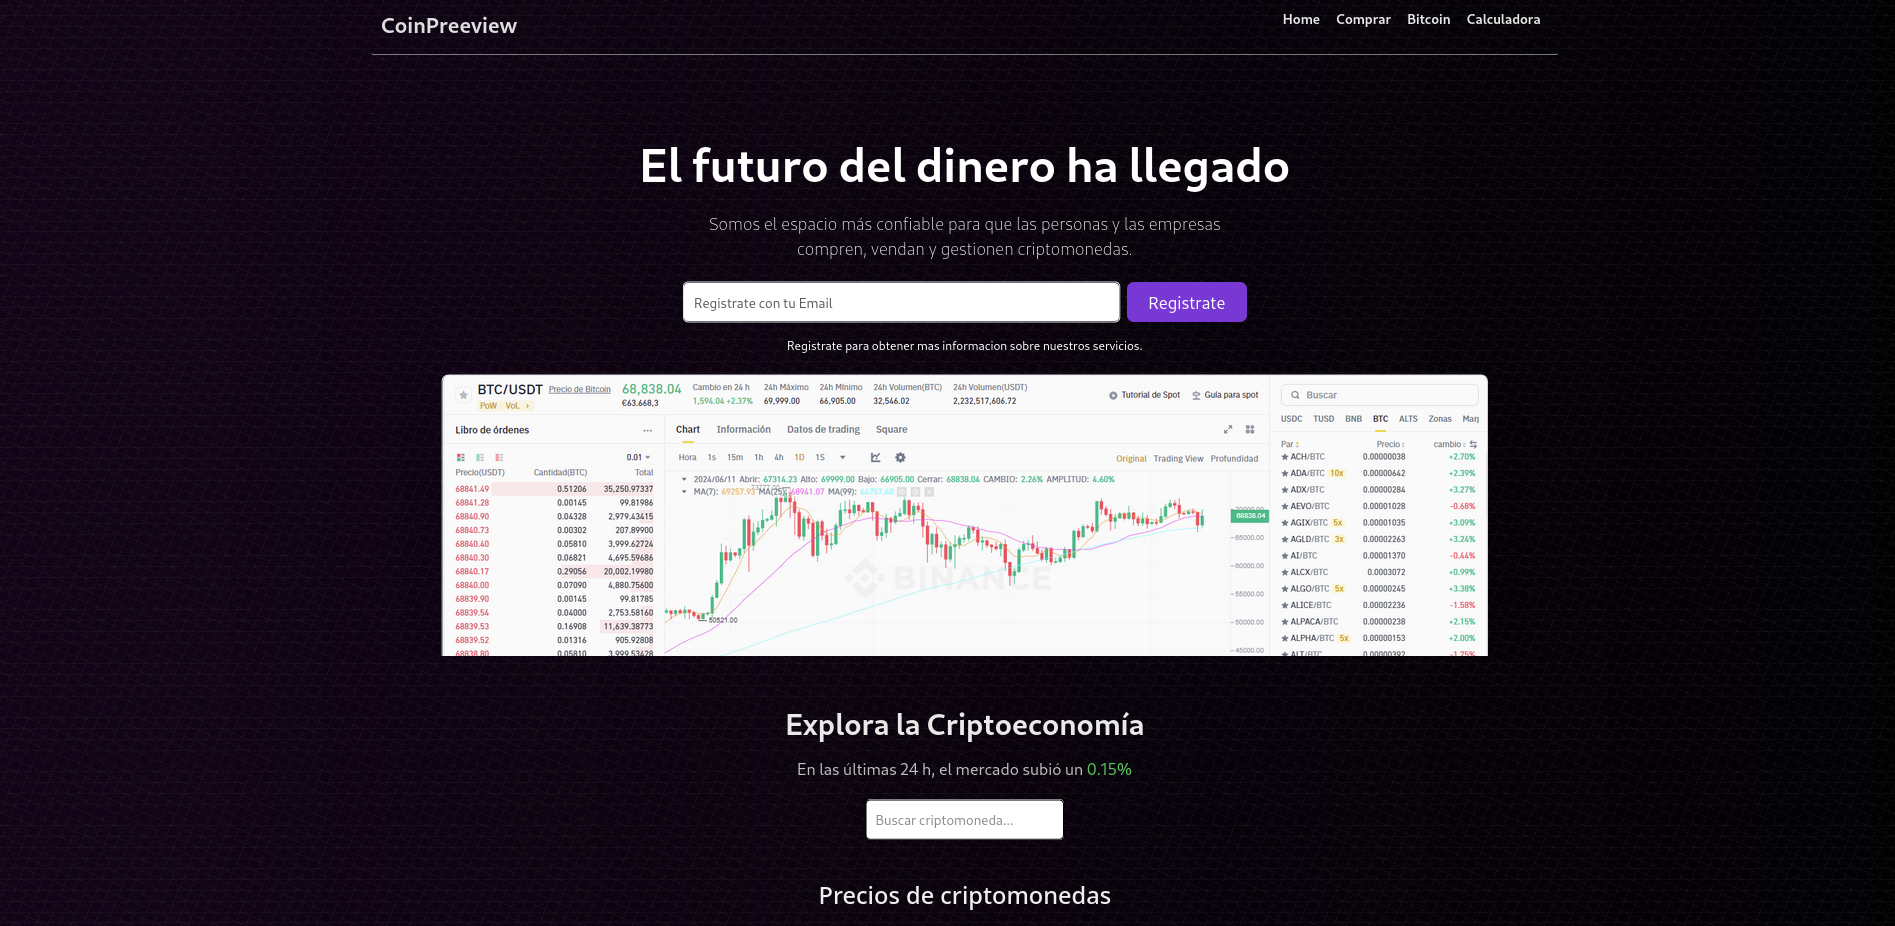 CoinPreeview
Home Comprar Bitcoin Calculadora
El futuro del dinero ha llegado
Somos el espacio más confiable para que las personas y las empresas
compren, vendan y gestionen criptomonedas.
Registrate con tu Email
Registrate
Registrate para obtener mas informacion sobre nuestros servicios.
BTC/USDT Precio de Bitcoin
PoW Vol.
68,838.04
€63.668,3
Cambio en 24 h 24h Máximo 24h Mínimo 24h Volumen(BTC) 24h Volumen(USDT)
1,594.04 +2.37% 69,999.00 66,905.00 32,546.02 2,232,517,606.72
Tutorial de Spot Guía para spot
Libro de órdenes
0.01
Precio(USDT) Cantidad(BTC) Total
68841.49 0.51206 35,250.97337
68841.28 0.00145 99.81986
68840.90 0.04328 2,979.43415
68840.73 0.00302 207.89900
68840.40 0.05810 3,999.62724
68840.30 0.06821 4,695.59686
68840.17 0.29056 20,002.19980
68840.00 0.07090 4,880.75600
68839.90 0.00145 99.81785
68839.54 0.04000 2,753.58160
68839.53 0.16908 11,639.38773
68839.52 0.01316 905.92808
68838.80 0.05810 3,999.53428
Chart Información Datos de trading Square
Hora 1s 15m 1h 4h 1D 1S
Original Trading View Profundidad
2024/06/11 Abrir: 67314.23 Alto: 69999.00 Bajo: 66905.00 Cerrar: 68838.04 CAMBIO: 2.26% AMPLITUD: 4.60%
MA(7): 69257.93 MA(25): 68941.07 MA(99): 66757.60
BINANCE
50521.00
70000.00
68838.04
65000.00
60000.00
55000.00
50000.00
45000.00
Buscar
USDC TUSD BNB BTC ALTS Zonas Marg
Par Precio cambio
ACH/BTC 0.00000038 +2.70%
ADA/BTC 10x 0.00000642 +2.39%
ADX/BTC 0.00000284 +3.27%
AEVO/BTC 0.00001028 -0.68%
AGIX/BTC 5x 0.00001035 +3.09%
AGLD/BTC 3x 0.00002263 +3.24%
AI/BTC 0.00001370 -0.44%
ALCX/BTC 0.0003072 +0.99%
ALGO/BTC 5x 0.00000245 +3.38%
ALICE/BTC 0.00002236 -1.58%
ALPACA/BTC 0.00000238 +2.15%
ALPHA/BTC 5x 0.00000153 +2.00%
ALT/BTC 0.00000392 -1.75%
Explora la Criptoeconomía
En las últimas 24 h, el mercado subió un 0.15%
Buscar criptomoneda...
Precios de criptomonedas